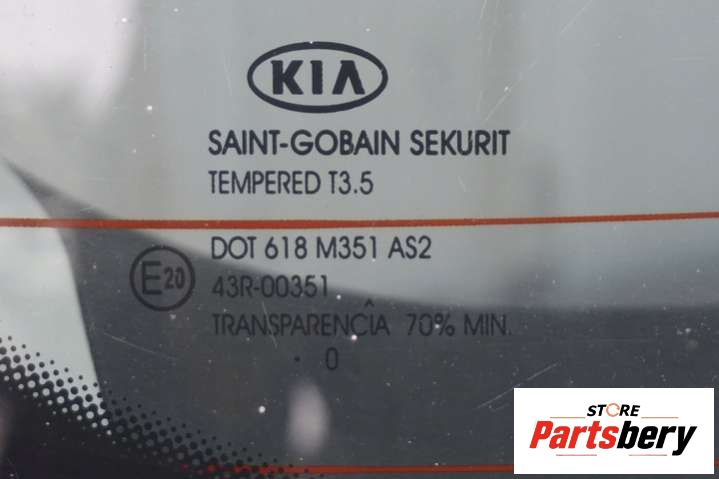 KIA
SAINT-GOBAIN SEKURIT
TEMPERED T3.5
DOT 618 M351 AS2
E20
43R-00351
TRANSPARENCÎA 70% MIN.
· 0
STORE
Partsbery